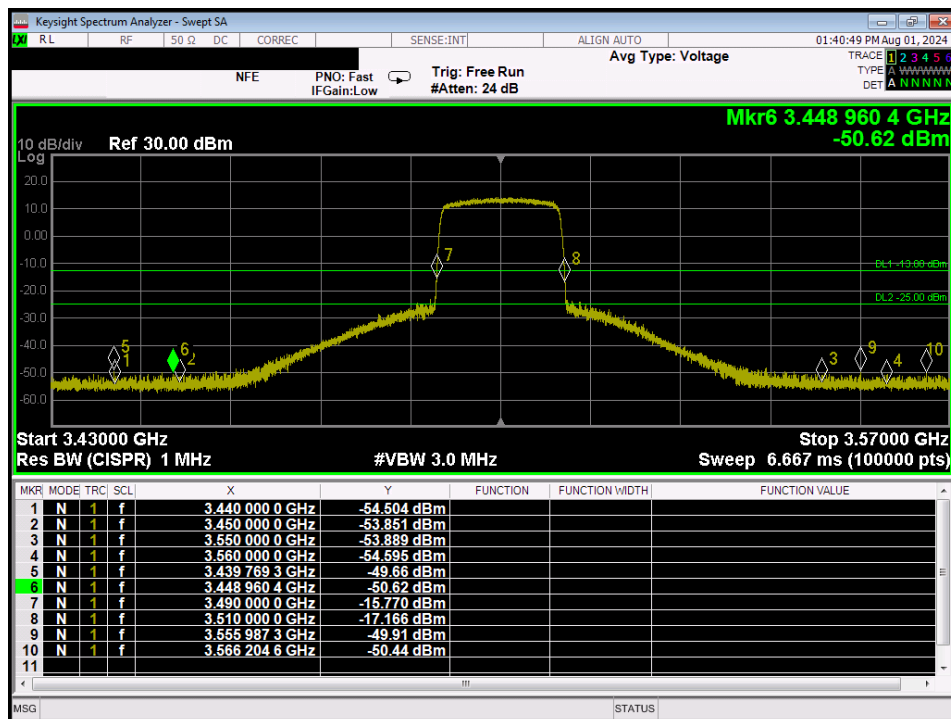 Keysight Spectrum Analyzer - Swept SA
LXI RL RF 50 Ω DC CORREC SENSE:INT ALIGN AUTO 01:40:49 PM Aug 01, 2024
Avg Type: Voltage TRACE 1 2 3 4 5 6
NFE PNO: Fast Trig: Free Run TYPE A WWWWW
IFGain:Low #Atten: 24 dB DET A N N N N N
Mkr6 3.448 960 4 GHz
10 dB/div Ref 30.00 dBm -50.62 dBm
Log
20.0
10.0
0.00
7
8
-10.0 DL1 -13.00 dBm
-20.0 DL2 -25.00 dBm
-30.0
-40.0
5 6 9 10
1 2 3 4
-50.0
-60.0
Start 3.43000 GHz Stop 3.57000 GHz
Res BW (CISPR) 1 MHz #VBW 3.0 MHz Sweep 6.667 ms (100000 pts)
MKR MODE TRC SCL X Y FUNCTION FUNCTION WIDTH FUNCTION VALUE
1 N 1 f 3.440 000 0 GHz -54.504 dBm
2 N 1 f 3.450 000 0 GHz -53.851 dBm
3 N 1 f 3.550 000 0 GHz -53.889 dBm
4 N 1 f 3.560 000 0 GHz -54.595 dBm
5 N 1 f 3.439 769 3 GHz -49.66 dBm
6 N 1 f 3.448 960 4 GHz -50.62 dBm
7 N 1 f 3.490 000 0 GHz -15.770 dBm
8 N 1 f 3.510 000 0 GHz -17.166 dBm
9 N 1 f 3.555 987 3 GHz -49.91 dBm
10 N 1 f 3.566 204 6 GHz -50.44 dBm
11
MSG STATUS